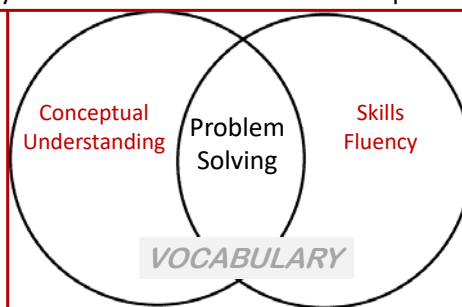 Conceptual
Understanding
Problem
Solving
Skills
Fluency
VOCABULARY